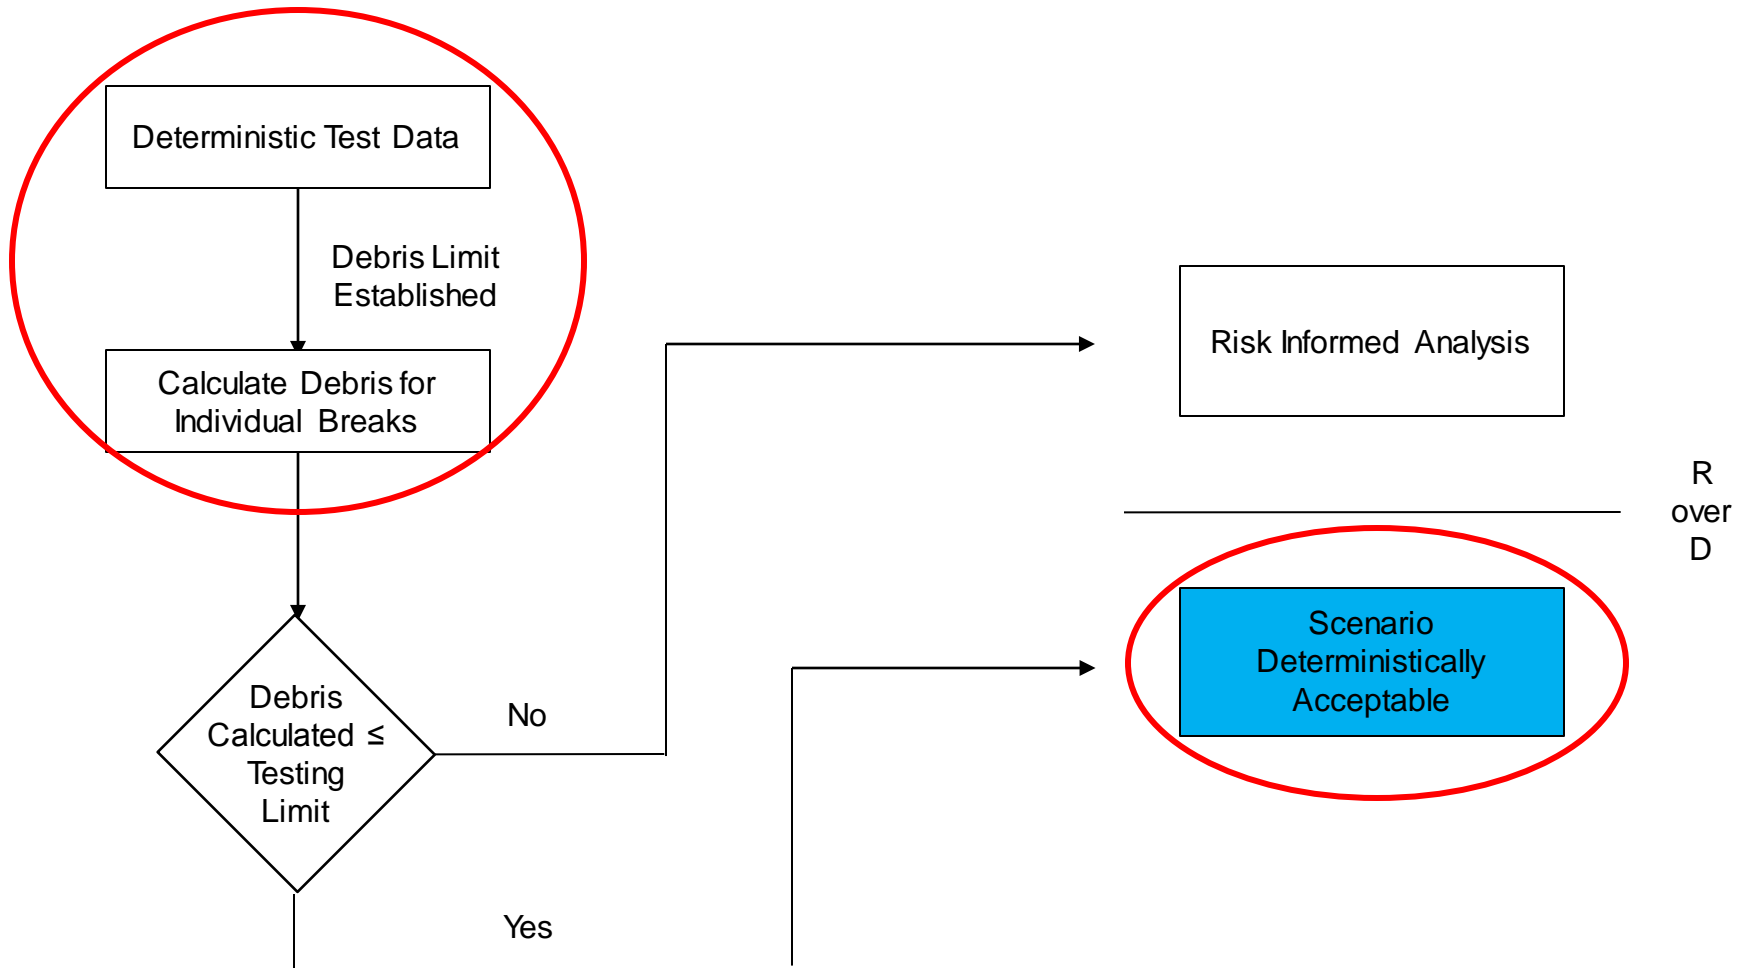 Deterministic Test Data
Debris Limit
Established
Calculate Debris for
Individual Breaks
Debris
Calculated ≤
Testing
Limit
No
Yes
Risk Informed Analysis
R
over
D
Scenario
Deterministically
Acceptable